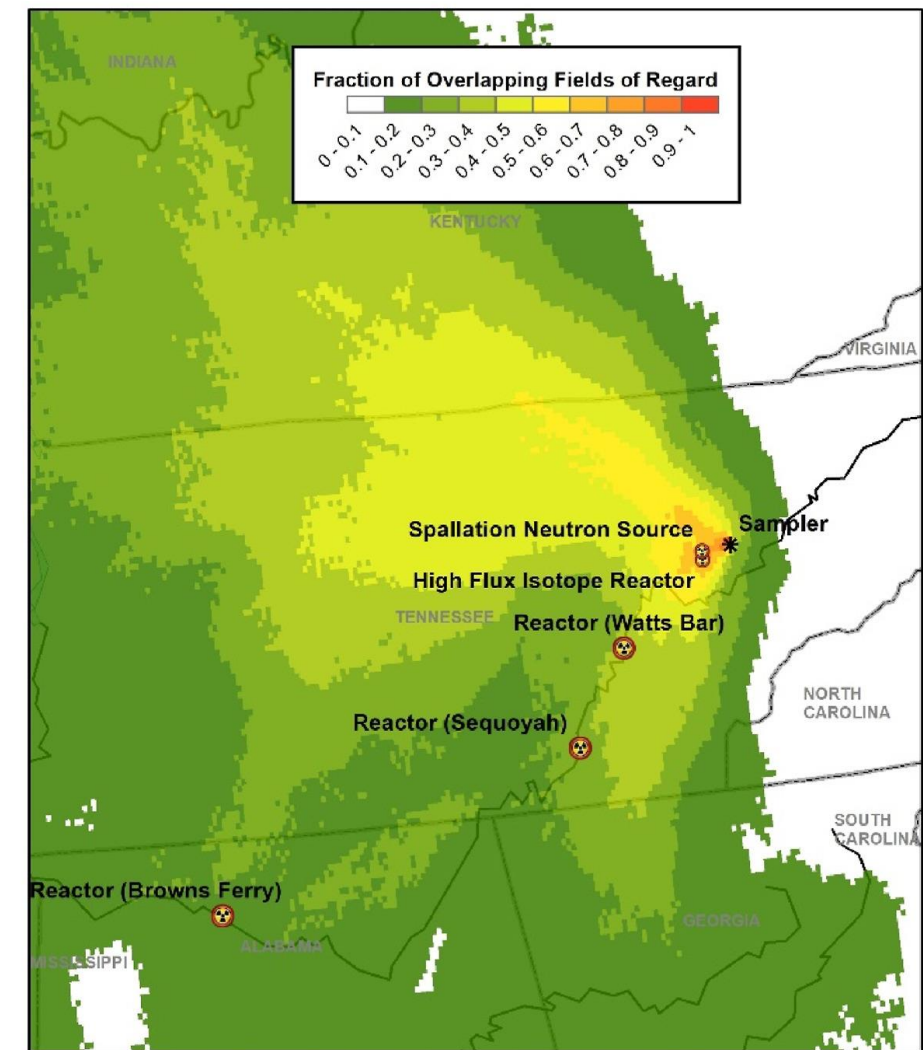 INDIANA
Fraction of Overlapping Fields of Regard
0 - 0.1
0.1 - 0.2
0.2 - 0.3
0.3 - 0.4
0.4 - 0.5
0.5 - 0.6
0.6 - 0.7
0.7 - 0.8
0.8 - 0.9
0.9 - 1
KENTUCKY
VIRGINIA
Spallation Neutron Source
Sampler
High Flux Isotope Reactor
TENNESSEE
Reactor (Watts Bar)
NORTH
CAROLINA
Reactor (Sequoyah)
SOUTH
CAROLINA
Reactor (Browns Ferry)
GEORGIA
ALABAMA
MISSISSIPPI